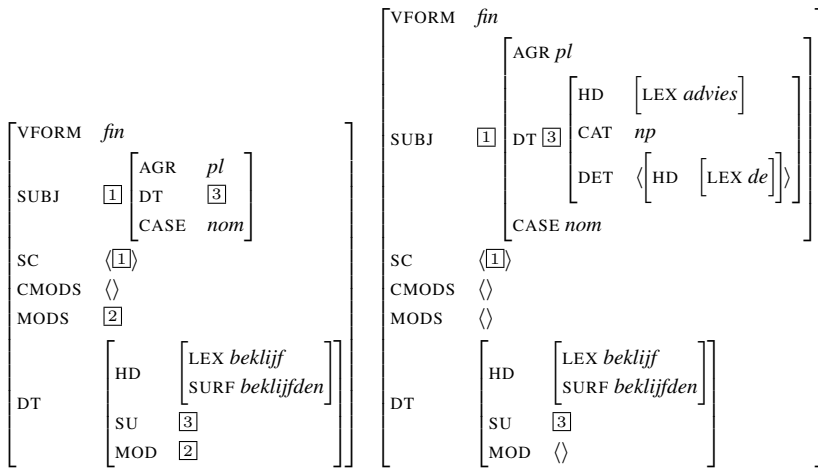 VFORM fin
SUBJ 1 AGR pl
DT 3
CASE nom
SC ⟨1⟩
CMODS ⟨⟩
MODS 2
DT HD LEX beklijf
SURF beklijfden
SU 3
MOD 2
VFORM fin
SUBJ 1 AGR pl
DT 3 HD LEX advies
CAT np
DET ⟨[HD [LEX de]]⟩
CASE nom
SC ⟨1⟩
CMODS ⟨⟩
MODS ⟨⟩
DT HD LEX beklijf
SURF beklijfden
SU 3
MOD ⟨⟩